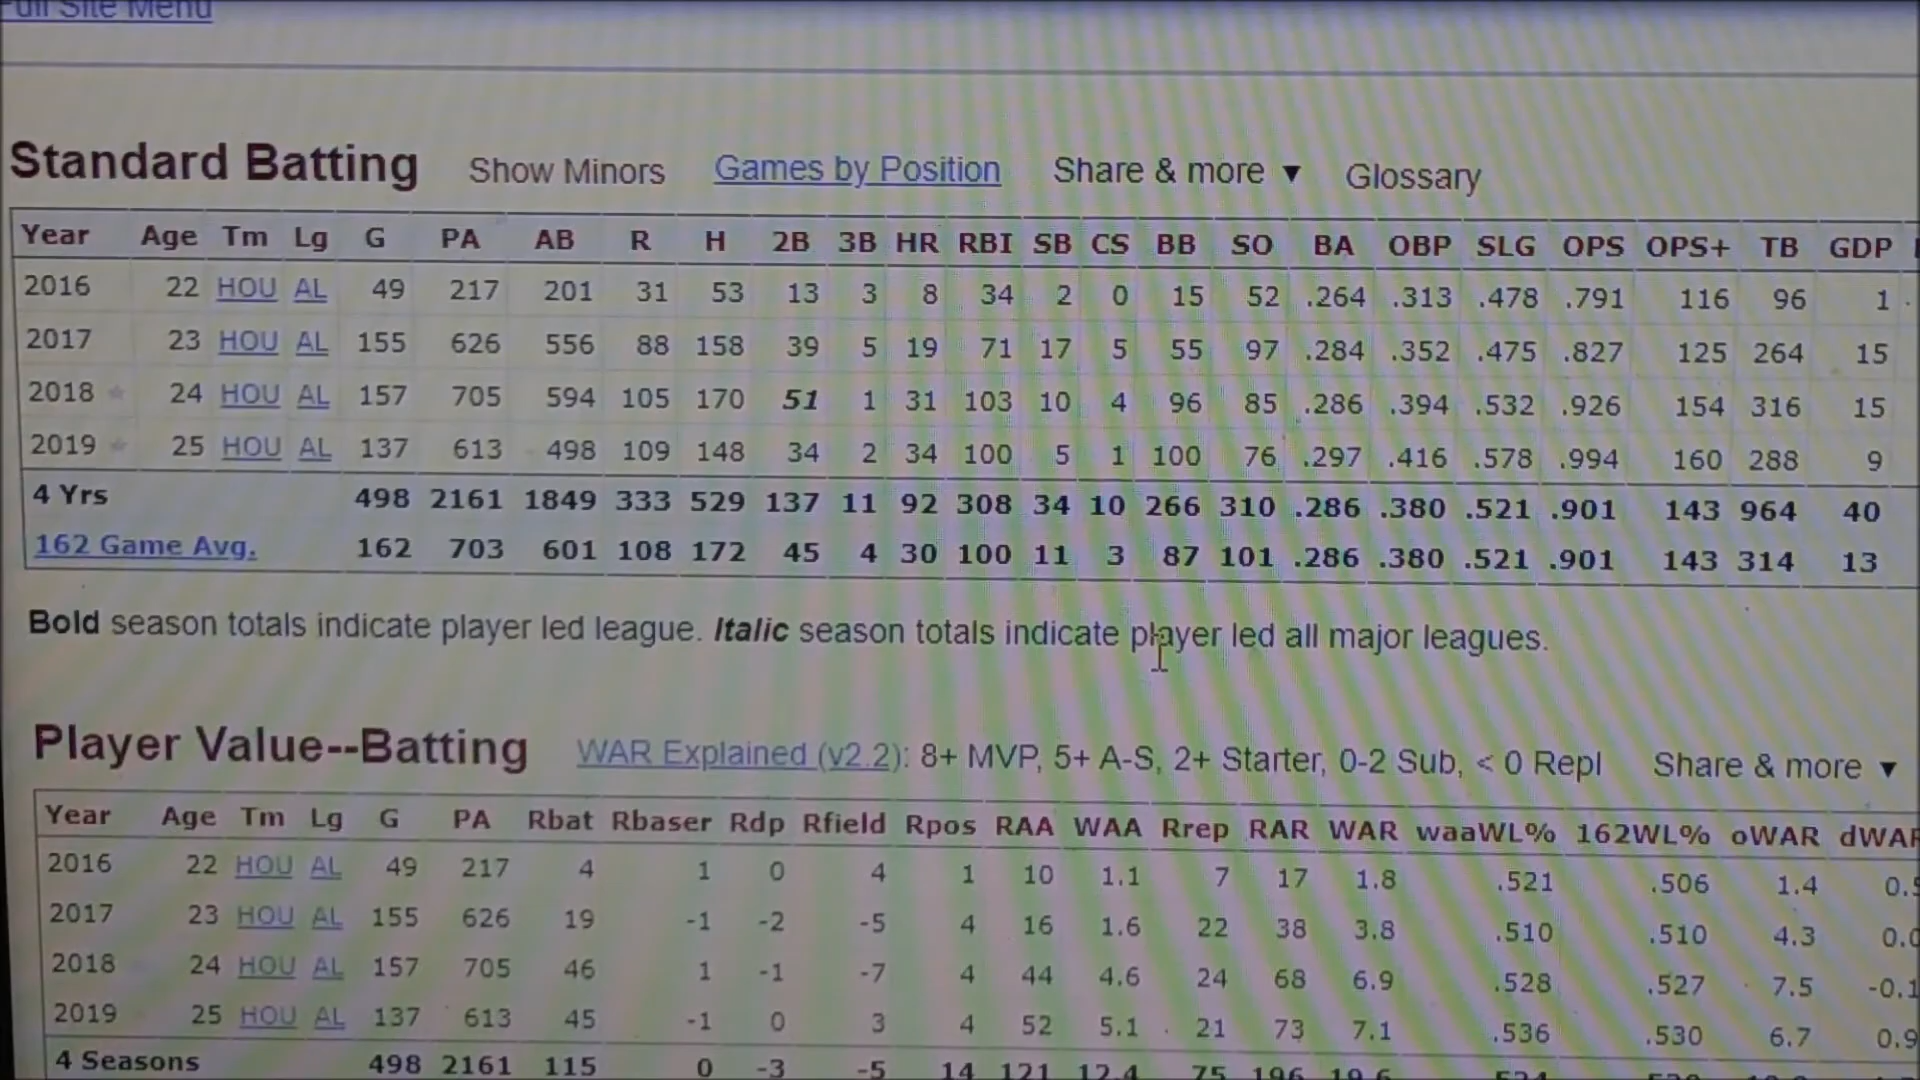 Full Site Menu
Standard Batting Show Minors Games by Position Share & more ▼ Glossary
Year Age Tm Lg G PA AB R H 2B 3B HR RBI SB CS BB SO BA OBP SLG OPS OPS+ TB GDP
2016 22 HOU AL 49 217 201 31 53 13 3 8 34 2 0 15 52 .264 .313 .478 .791 116 96 1
2017 23 HOU AL 155 626 556 88 158 39 5 19 71 17 5 55 97 .284 .352 .475 .827 125 264 15
2018 24 HOU AL 157 705 594 105 170 51 1 31 103 10 4 96 85 .286 .394 .532 .926 154 316 15
2019 25 HOU AL 137 613 498 109 148 34 2 34 100 5 1 100 76 .297 .416 .578 .994 160 288 9
4 Yrs 498 2161 1849 333 529 137 11 92 308 34 10 266 310 .286 .380 .521 .901 143 964 40
162 Game Avg. 162 703 601 108 172 45 4 30 100 11 3 87 101 .286 .380 .521 .901 143 314 13
Bold season totals indicate player led league. Italic season totals indicate player led all major leagues.
Player Value--Batting WAR Explained (v2.2): 8+ MVP, 5+ A-S, 2+ Starter, 0-2 Sub, < 0 Repl Share & more ▼
Year Age Tm Lg G PA Rbat Rbaser Rdp Rfield Rpos RAA WAA Rrep RAR WAR waaWL% 162WL% oWAR dWAR
2016 22 HOU AL 49 217 4 1 0 4 1 10 1.1 7 17 1.8 .521 .506 1.4
2017 23 HOU AL 155 626 19 -1 -2 -5 4 16 1.6 22 38 3.8 .510 .510 4.3
2018 24 HOU AL 157 705 46 1 -1 -7 4 44 4.6 24 68 6.9 .528 .527 7.5 -0.1
2019 25 HOU AL 137 613 45 -1 0 3 4 52 5.1 21 73 7.1 .536 .530 6.7 0.9
4 Seasons 498 2161 115 0 -3 -5 14 121 12.4 75 196 19.6